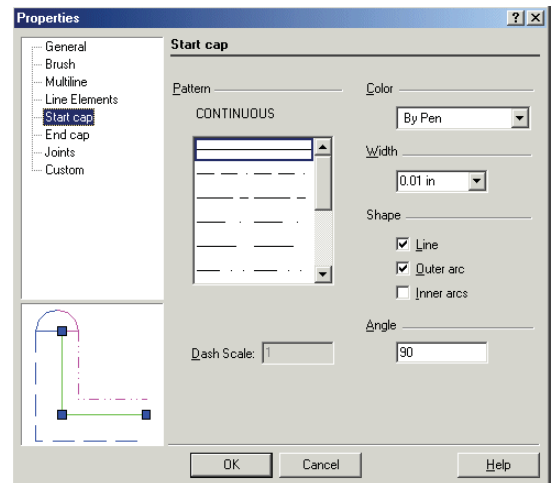 Properties
General
Brush
Multiline
Line Elements
Start cap
End cap
Joints
Custom
Start cap
Pattern
CONTINUOUS
Dash Scale: 1
Color
By Pen
Width
0.01 in
Shape
Line
Outer arc
Inner arcs
Angle
90
OK
Cancel
Help